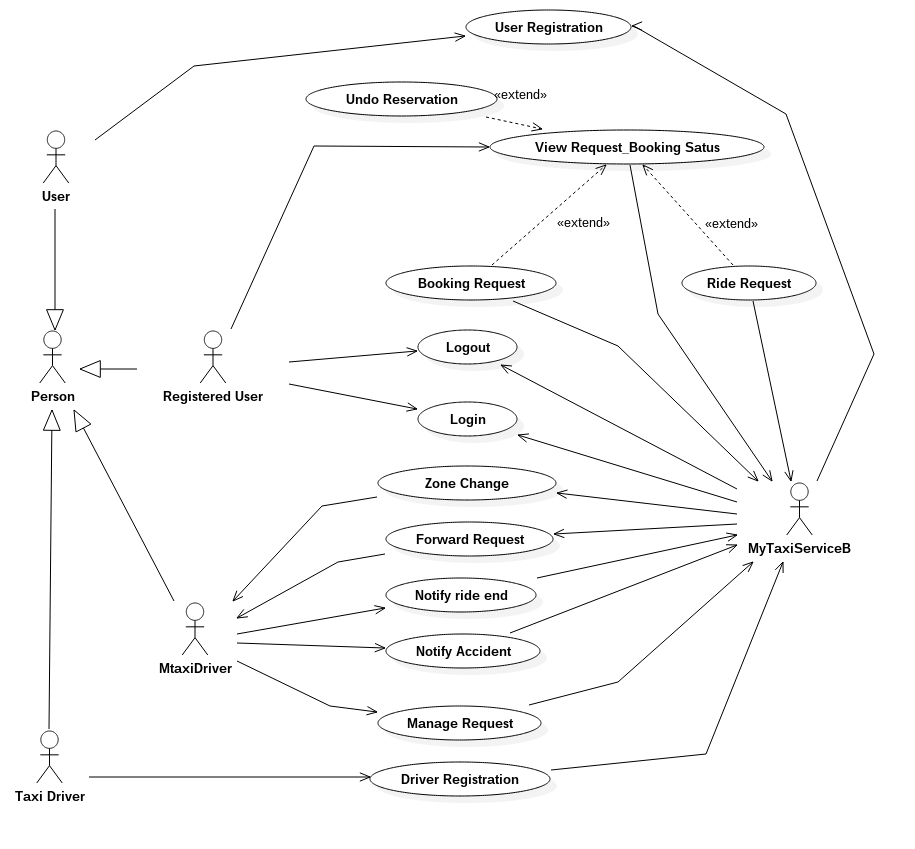 User Registration
Undo Reservation
«extend»
View Request_Booking Satus
User
«extend»
«extend»
Booking Request
Ride Request
Logout
Person
Registered User
Login
Zone Change
Forward Request
MyTaxiServiceB
Notify ride end
Notify Accident
MtaxiDriver
Manage Request
Driver Registration
Taxi Driver